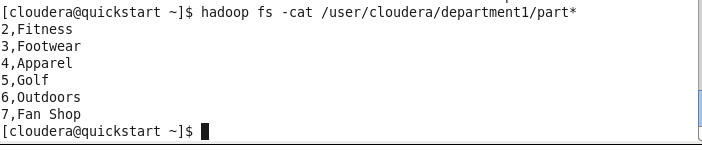 [cloudera@quickstart ~]$ hadoop fs -cat /user/cloudera/department1/part*
2,Fitness
3,Footwear
4,Apparel
5,Golf
6,Outdoors
7,Fan Shop
[cloudera@quickstart ~]$